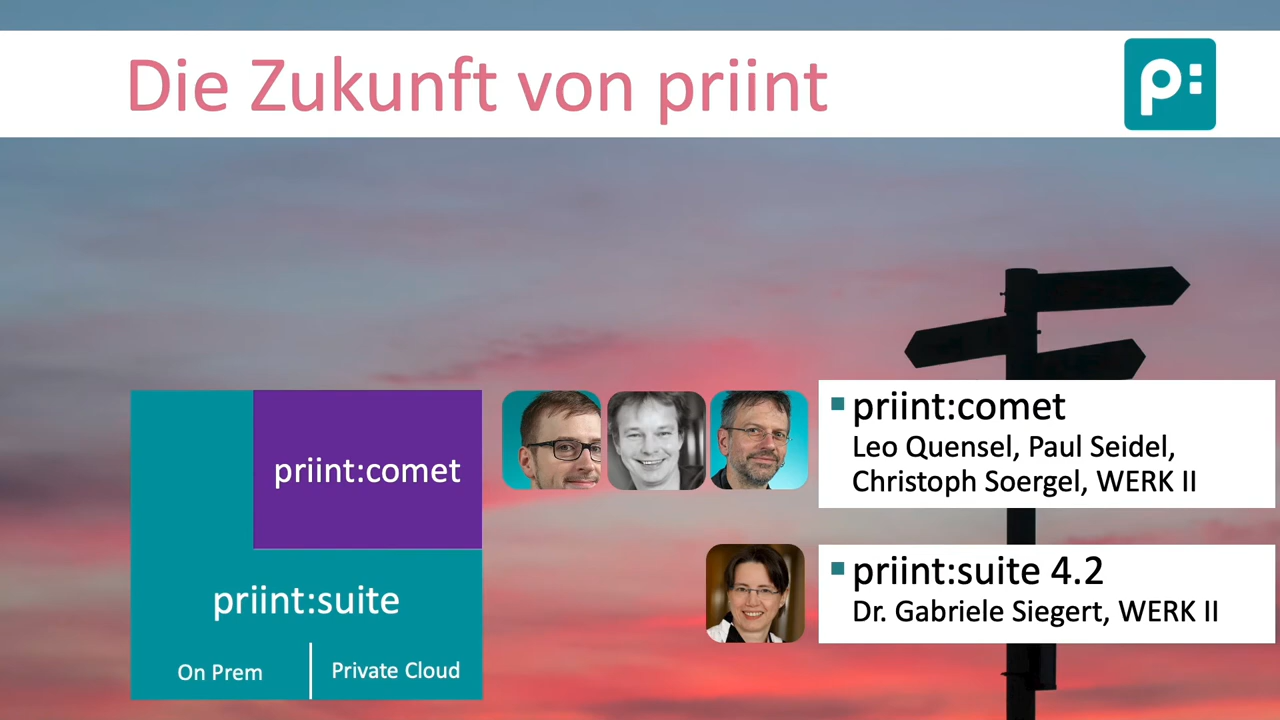 Die Zukunft von priint
p:
priint:comet
priint:suite
On Prem
Private Cloud
priint:comet
Leo Quensel, Paul Seidel,
Christoph Soergel, WERK II
priint:suite 4.2
Dr. Gabriele Siegert, WERK II